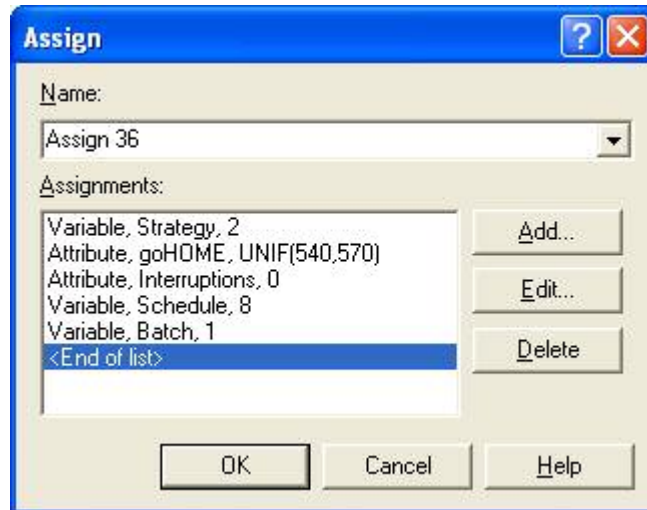 Assign
Name:
Assign 36
Assignments:
Variable, Strategy, 2
Attribute, goHOME, UNIF(540,570)
Attribute, Interruptions, 0
Variable, Schedule, 8
Variable, Batch, 1
<End of list>
Add...
Edit...
Delete
OK
Cancel
Help